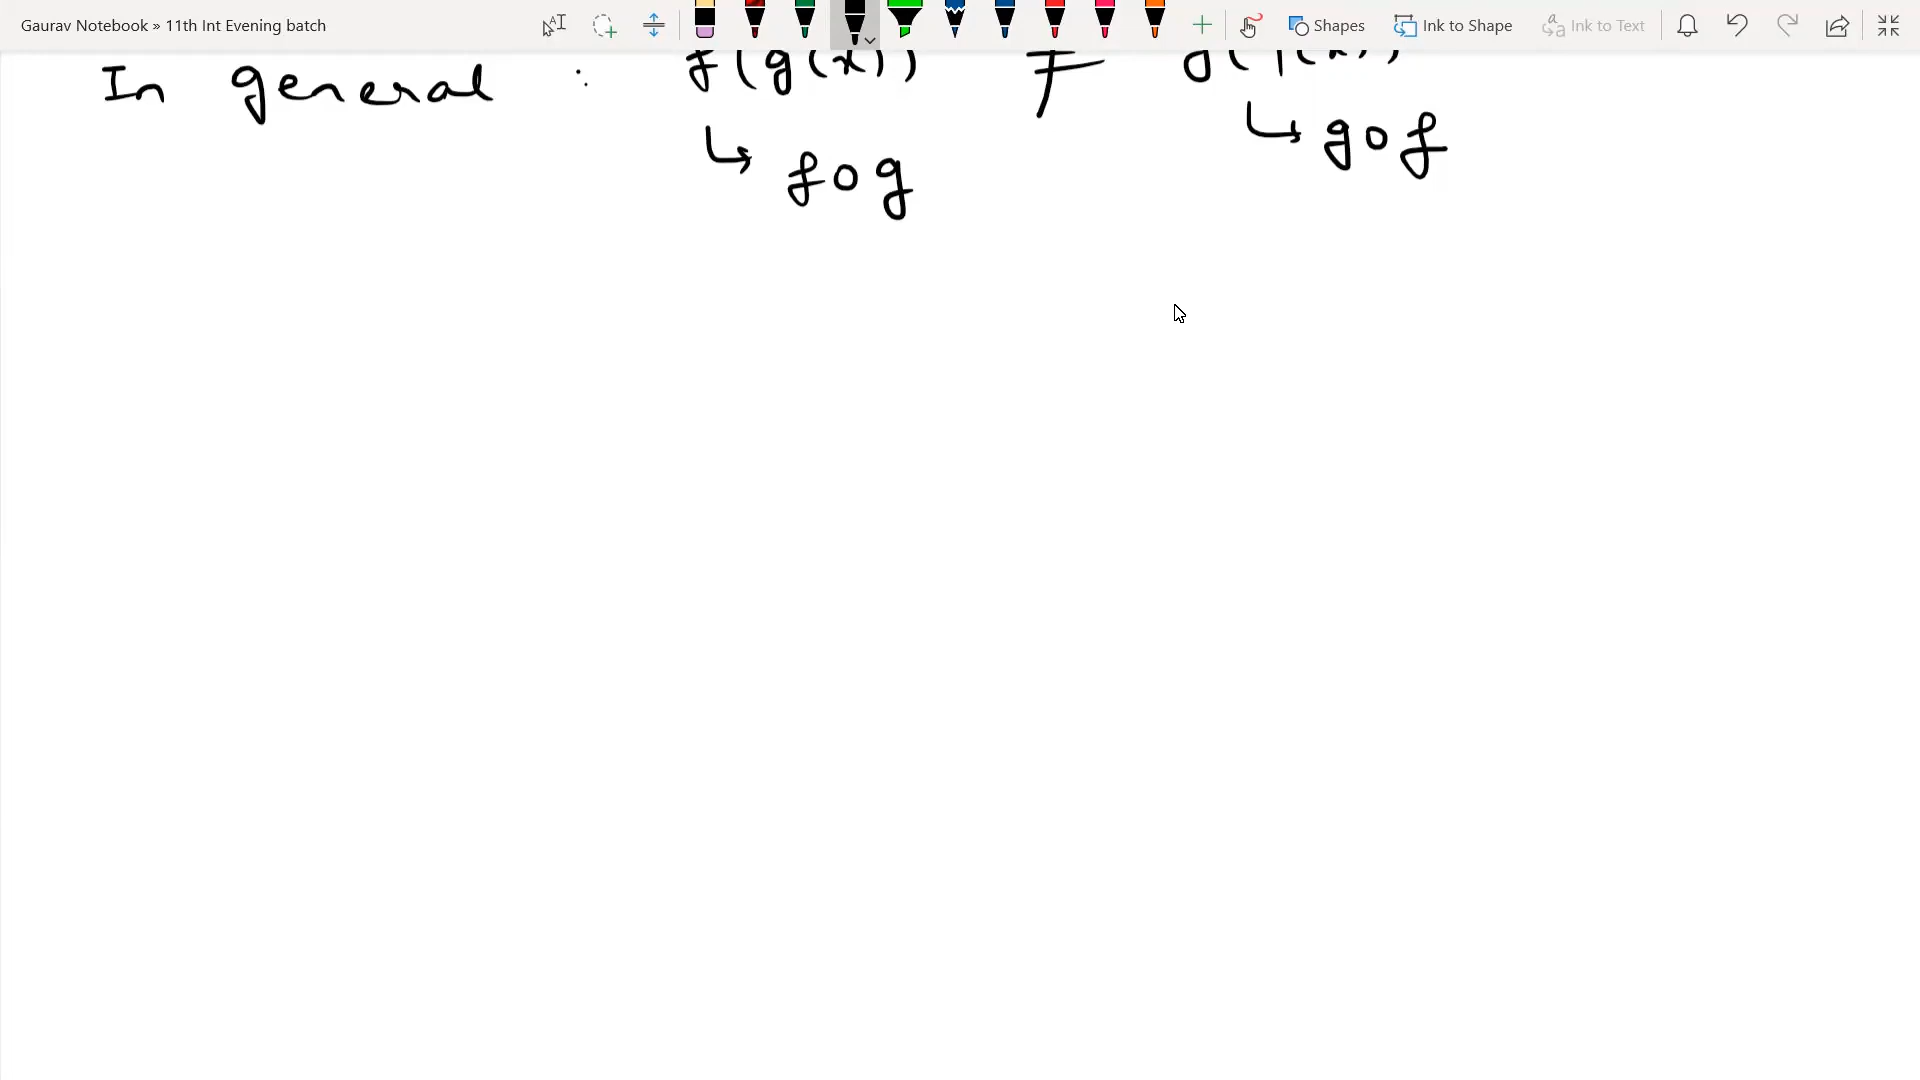 Gaurav Notebook » 11th Int Evening batch
Shapes
Ink to Shape
Ink to Text
In general : f(g(x)) ≠ g(f(x))
↳ fog ↳ gof